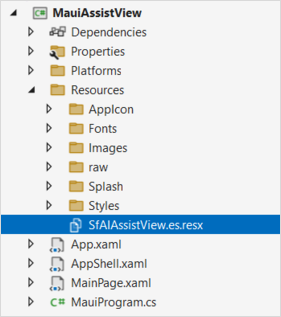 MauiAssistView
Dependencies
Properties
Platforms
Resources
AppIcon
Fonts
Images
raw
Splash
Styles
SfAIAssistView.es.resx
App.xaml
AppShell.xaml
MainPage.xaml
C# MauiProgram.cs